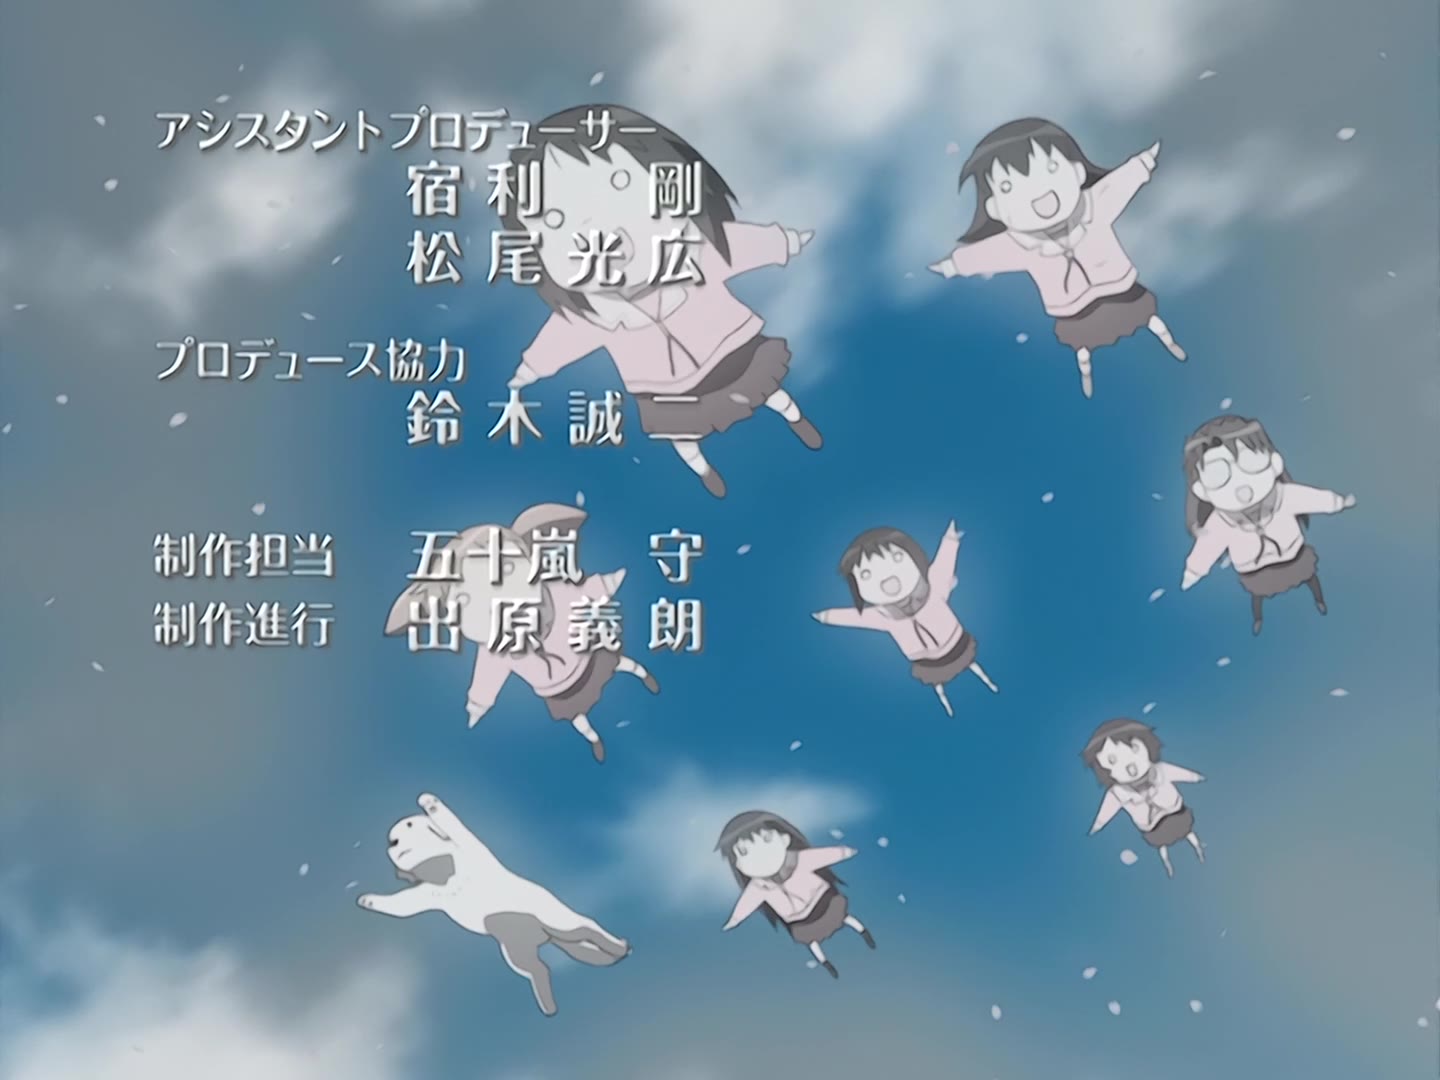 アシスタントプロデューサー
宿利 剛
松尾光広
プロデュース協力
鈴木誠二
制作担当 五十嵐 守
制作進行 出原義朗